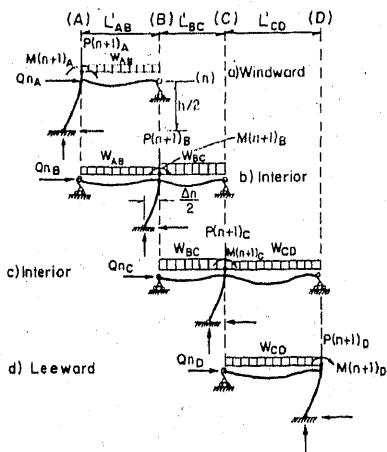 (A) L'AB (B) L'BC (C) L'CD (D)
P(n+1)A
M(n+1)A WAB
QnA (n) a) Windward
h/2
P(n+1)B
WAB WBC M(n+1)B
QnB b) Interior
Δn/2
P(n+1)C
WBC M(n+1)C WCD
c) Interior QnC
P(n+1)D
WCD
d) Leeward QnD M(n+1)D